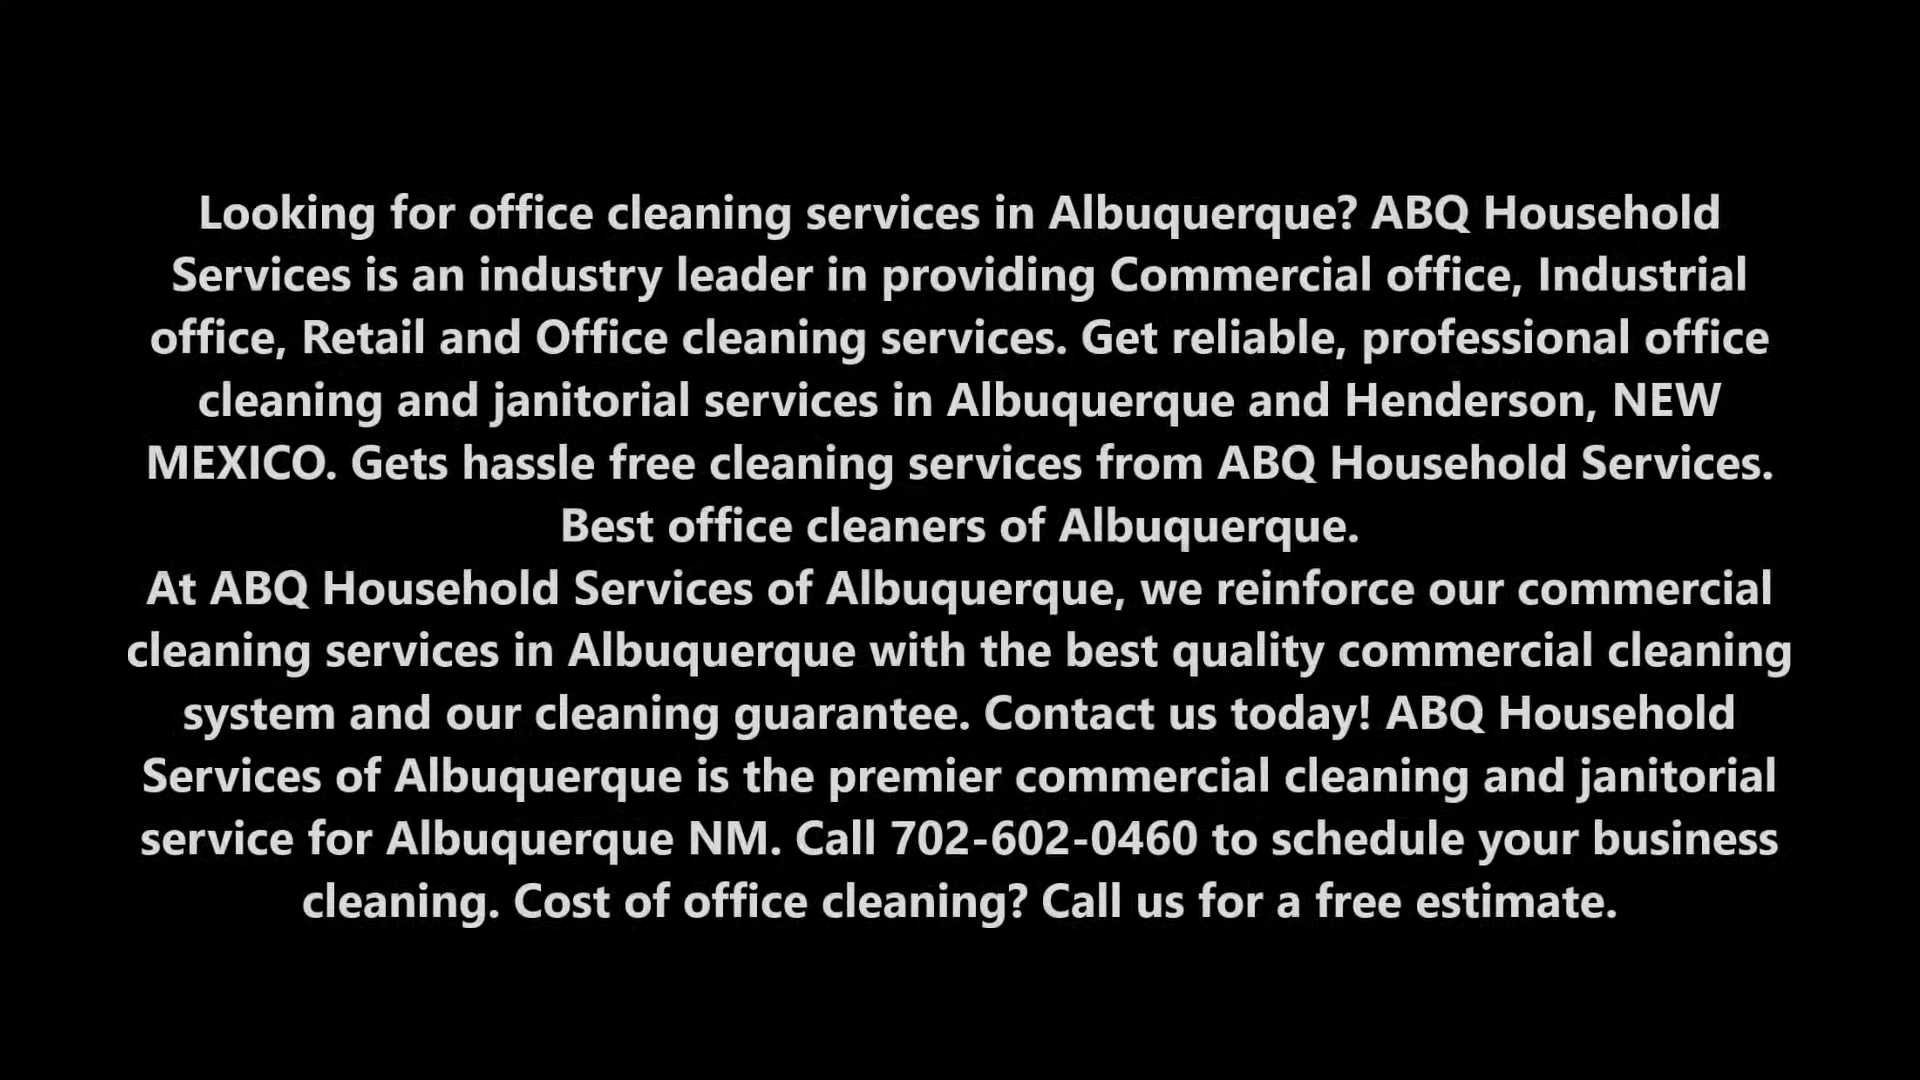 Looking for office cleaning services in Albuquerque? ABQ Household
Services is an industry leader in providing Commercial office, Industrial
office, Retail and Office cleaning services. Get reliable, professional office
cleaning and janitorial services in Albuquerque and Henderson, NEW
MEXICO. Gets hassle free cleaning services from ABQ Household Services.
Best office cleaners of Albuquerque.
At ABQ Household Services of Albuquerque, we reinforce our commercial
cleaning services in Albuquerque with the best quality commercial cleaning
system and our cleaning guarantee. Contact us today! ABQ Household
Services of Albuquerque is the premier commercial cleaning and janitorial
service for Albuquerque NM. Call 702-602-0460 to schedule your business
cleaning. Cost of office cleaning? Call us for a free estimate.